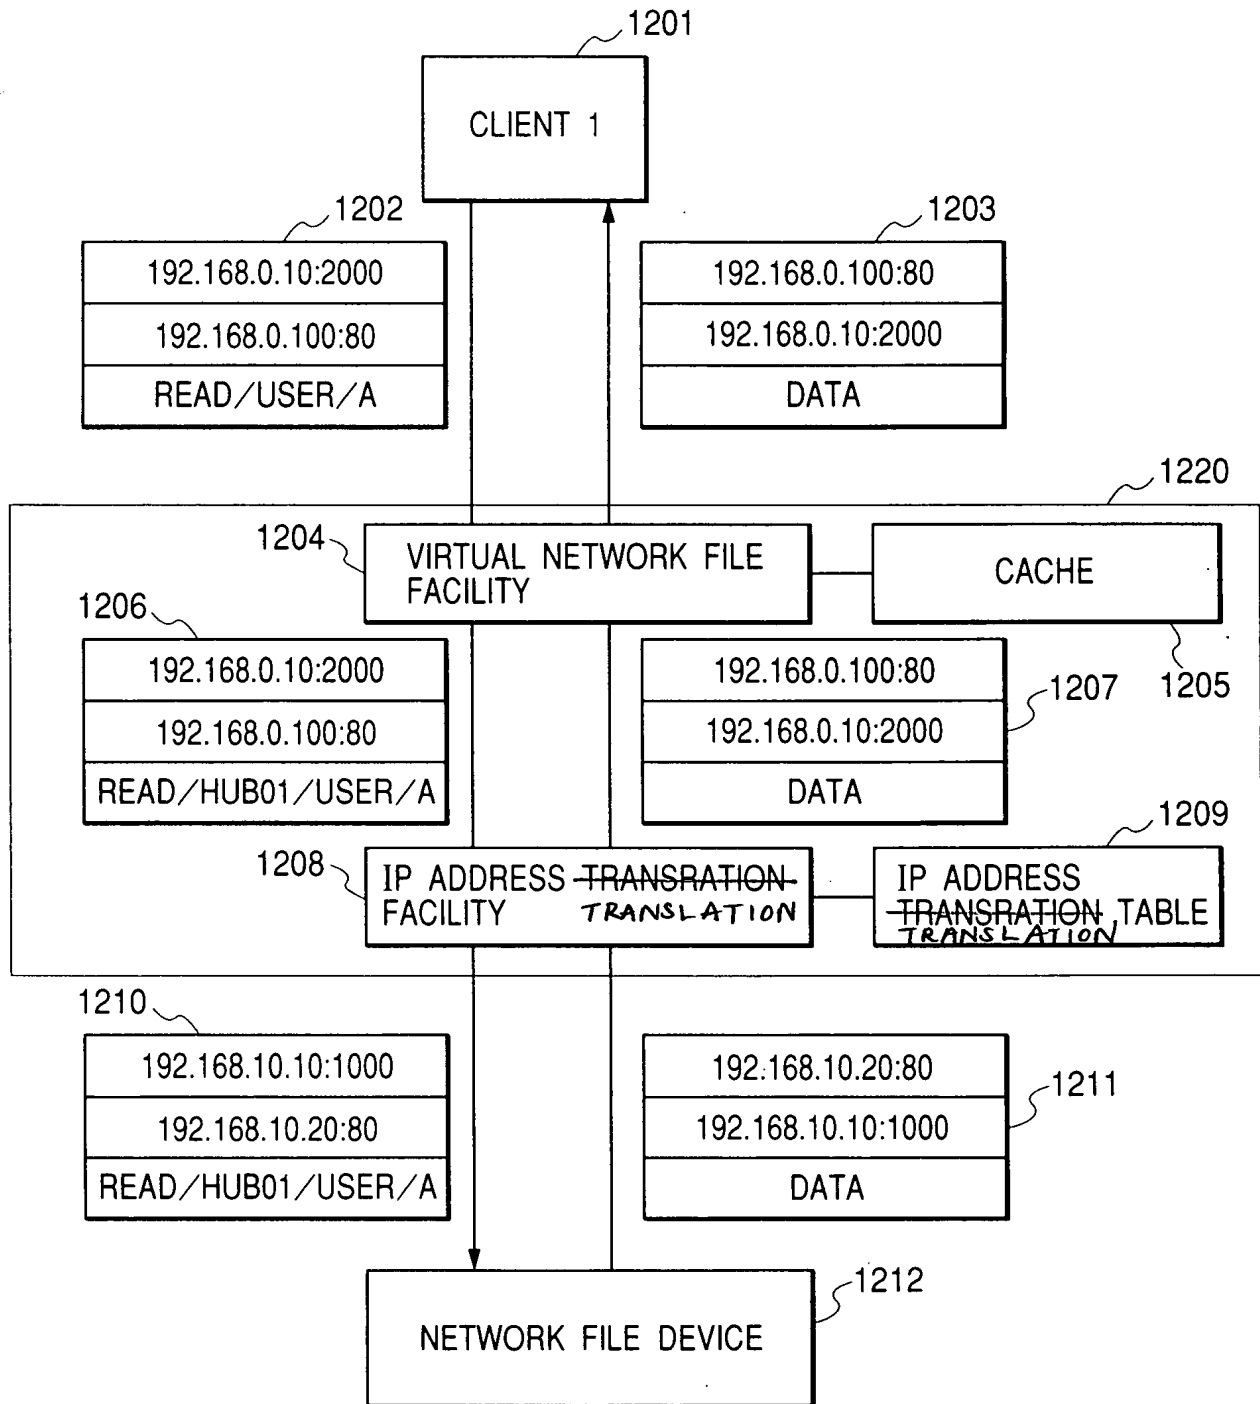 1201
CLIENT 1
1202
192.168.0.10:2000
192.168.0.100:80
READ/USER/A
1203
192.168.0.100:80
192.168.0.10:2000
DATA
1220
1204
VIRTUAL NETWORK FILE
FACILITY
CACHE
1205
1206
192.168.0.10:2000
192.168.0.100:80
READ/HUB01/USER/A
192.168.0.100:80
192.168.0.10:2000
DATA
1207
1208
IP ADDRESS TRANSRATION
FACILITY TRANSLATION
1209
IP ADDRESS
TRANSRATION TABLE
TRANSLATION
1210
192.168.10.10:1000
192.168.10.20:80
READ/HUB01/USER/A
192.168.10.20:80
192.168.10.10:1000
DATA
1211
1212
NETWORK FILE DEVICE